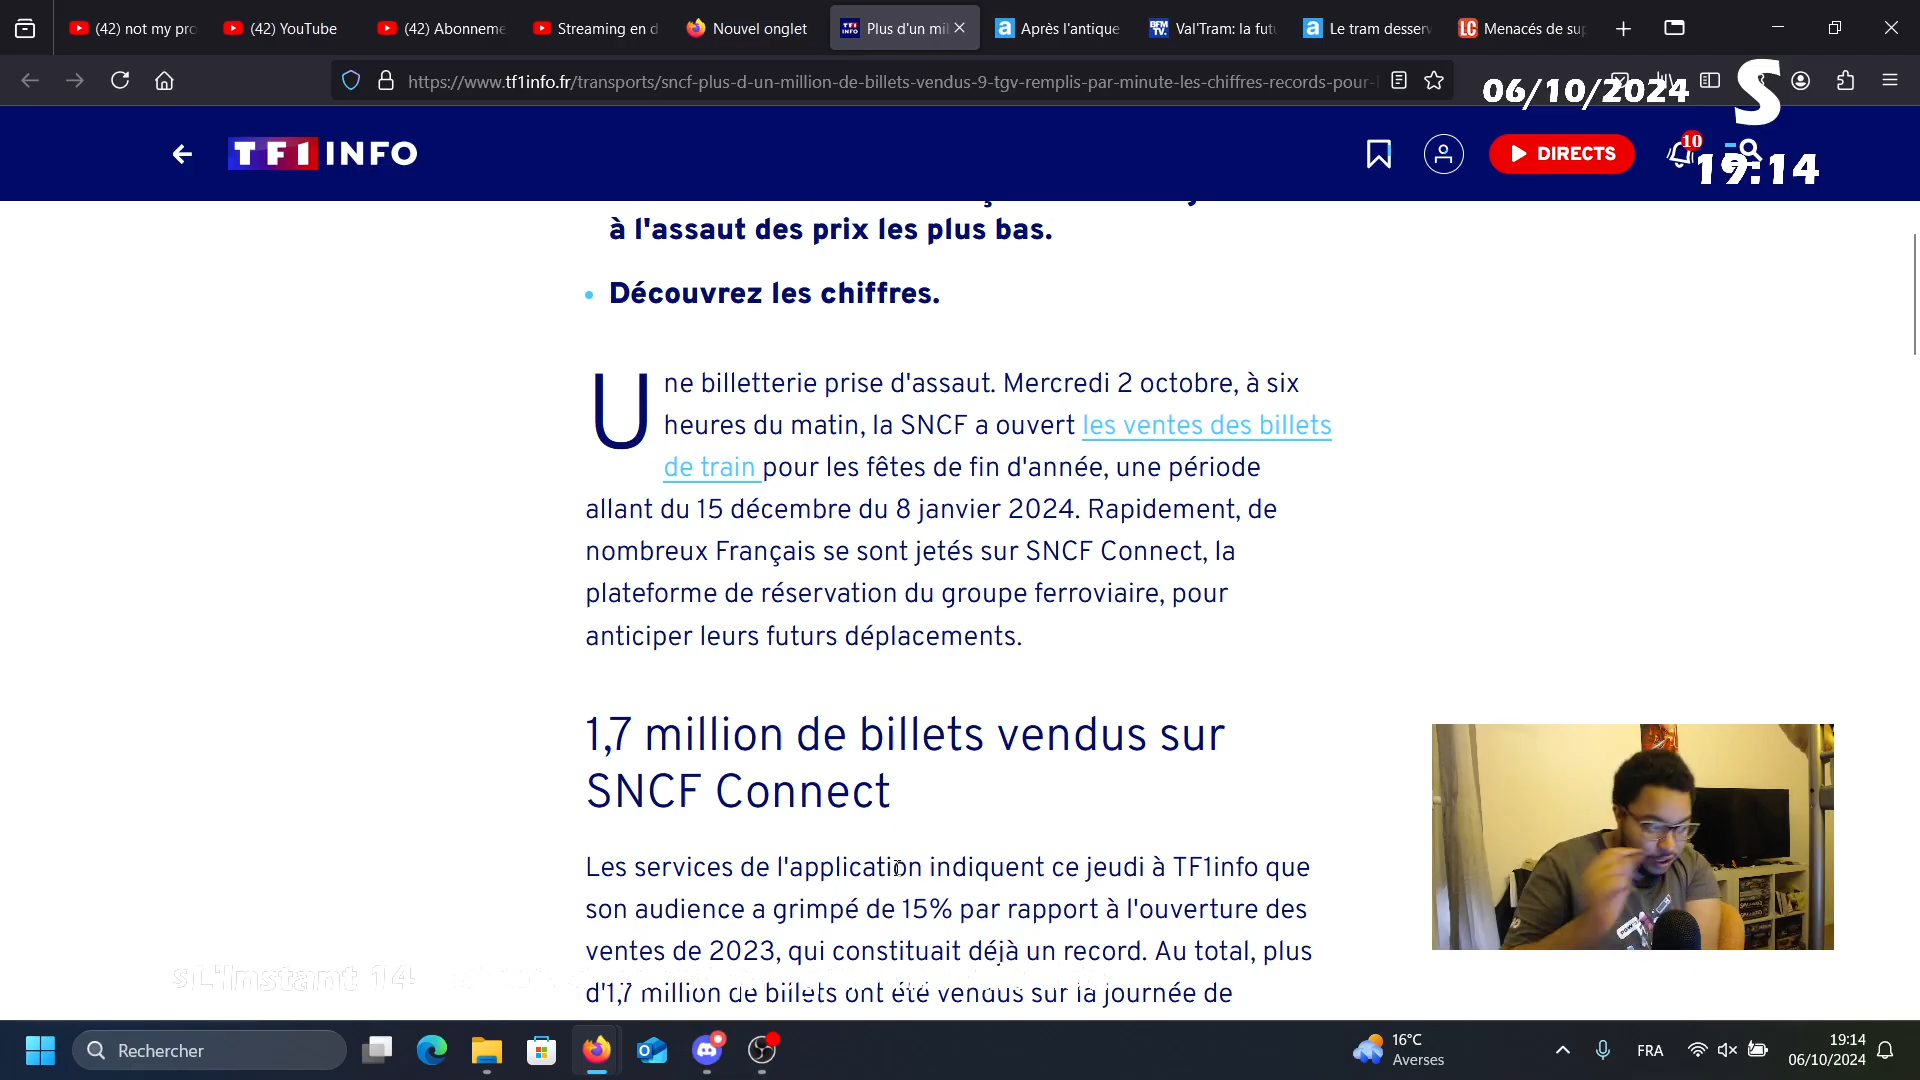 (42) not my pro
(42) YouTube
(42) Abonneme
Streaming en d
Nouvel onglet
Plus d'un mil
Après l'antique
Val'Tram: la futu
Le tram desserv
Menacés de sup
https://www.tf1info.fr/transports/sncf-plus-d-un-million-de-billets-vendus-9-tgv-remplis-par-minute-les-chiffres-records-pour-l
06/10/2024
S
TF1 INFO
DIRECTS
10
19:14
à l'assaut des prix les plus bas.
Découvrez les chiffres.
Une billetterie prise d'assaut. Mercredi 2 octobre, à six
heures du matin, la SNCF a ouvert les ventes des billets
de train pour les fêtes de fin d'année, une période
allant du 15 décembre du 8 janvier 2024. Rapidement, de
nombreux Français se sont jetés sur SNCF Connect, la
plateforme de réservation du groupe ferroviaire, pour
anticiper leurs futurs déplacements.
1,7 million de billets vendus sur
SNCF Connect
Les services de l'application indiquent ce jeudi à TF1info que
son audience a grimpé de 15% par rapport à l'ouverture des
ventes de 2023, qui constituait déjà un record. Au total, plus
d'1,7 million de billets ont été vendus sur la journée de
L'Instant 14
Rechercher
16°C
Averses
FRA
19:14
06/10/2024